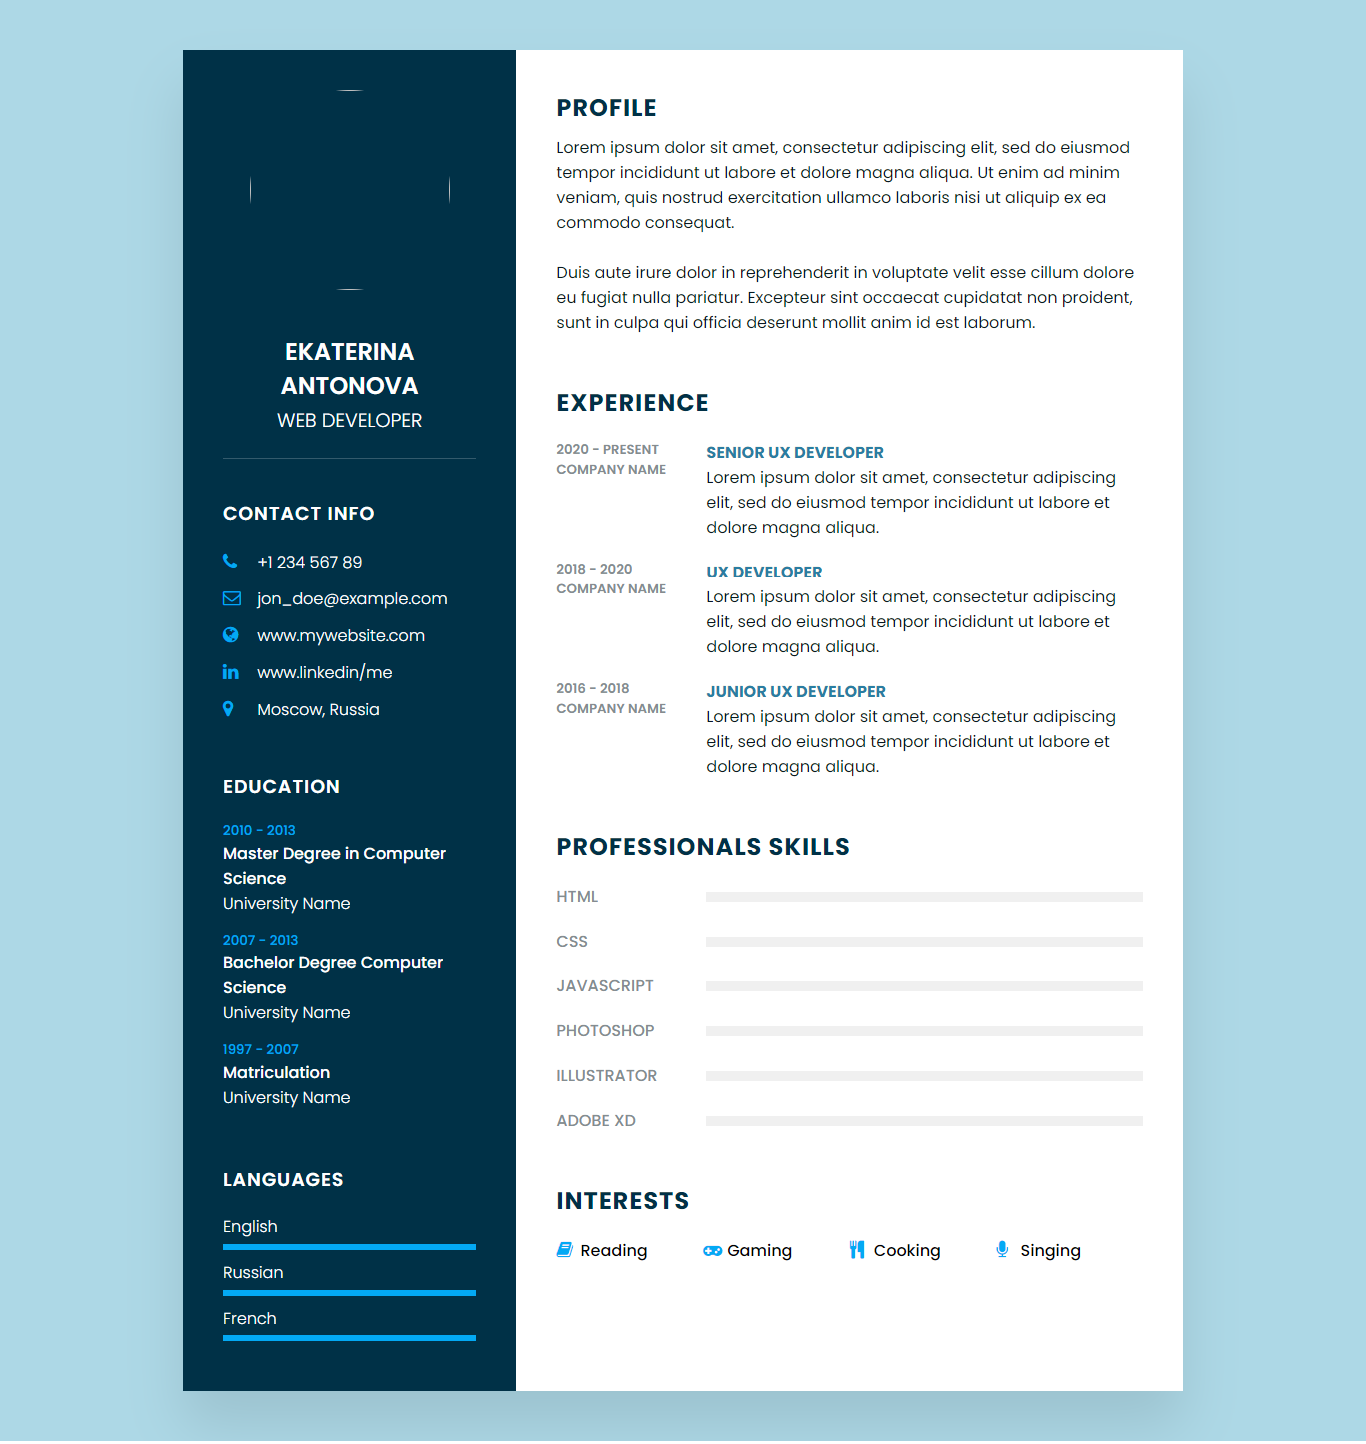 EKATERINA
ANTONOVA
WEB DEVELOPER
CONTACT INFO
+1 234 567 89
jon_doe@example.com
www.mywebsite.com
www.linkedin/me
Moscow, Russia
EDUCATION
2010 - 2013
Master Degree in Computer
Science
University Name
2007 - 2013
Bachelor Degree Computer
Science
University Name
1997 - 2007
Matriculation
University Name
LANGUAGES
English
Russian
French
PROFILE
Lorem ipsum dolor sit amet, consectetur adipiscing elit, sed do eiusmod
tempor incididunt ut labore et dolore magna aliqua. Ut enim ad minim
veniam, quis nostrud exercitation ullamco laboris nisi ut aliquip ex ea
commodo consequat.
Duis aute irure dolor in reprehenderit in voluptate velit esse cillum dolore
eu fugiat nulla pariatur. Excepteur sint occaecat cupidatat non proident,
sunt in culpa qui officia deserunt mollit anim id est laborum.
EXPERIENCE
2020 - PRESENT
COMPANY NAME
SENIOR UX DEVELOPER
Lorem ipsum dolor sit amet, consectetur adipiscing
elit, sed do eiusmod tempor incididunt ut labore et
dolore magna aliqua.
2018 - 2020
COMPANY NAME
UX DEVELOPER
Lorem ipsum dolor sit amet, consectetur adipiscing
elit, sed do eiusmod tempor incididunt ut labore et
dolore magna aliqua.
2016 - 2018
COMPANY NAME
JUNIOR UX DEVELOPER
Lorem ipsum dolor sit amet, consectetur adipiscing
elit, sed do eiusmod tempor incididunt ut labore et
dolore magna aliqua.
PROFESSIONALS SKILLS
HTML
CSS
JAVASCRIPT
PHOTOSHOP
ILLUSTRATOR
ADOBE XD
INTERESTS
Reading Gaming Cooking Singing